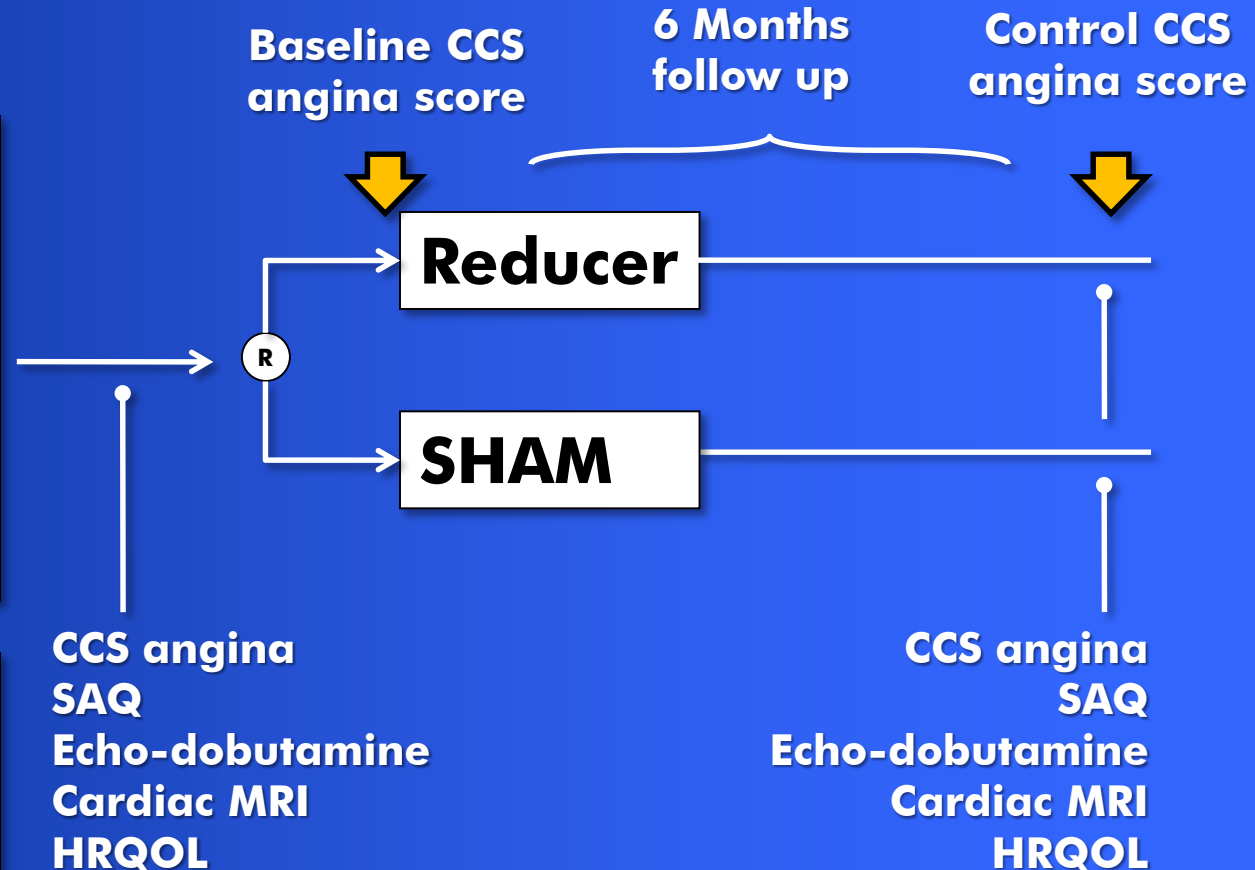 Baseline CCS
angina score
6 Months
follow up
Control CCS
angina score
Reducer
R
SHAM
CCS angina
SAQ
Echo-dobutamine
Cardiac MRI
HRQOL
CCS angina
SAQ
Echo-dobutamine
Cardiac MRI
HRQOL